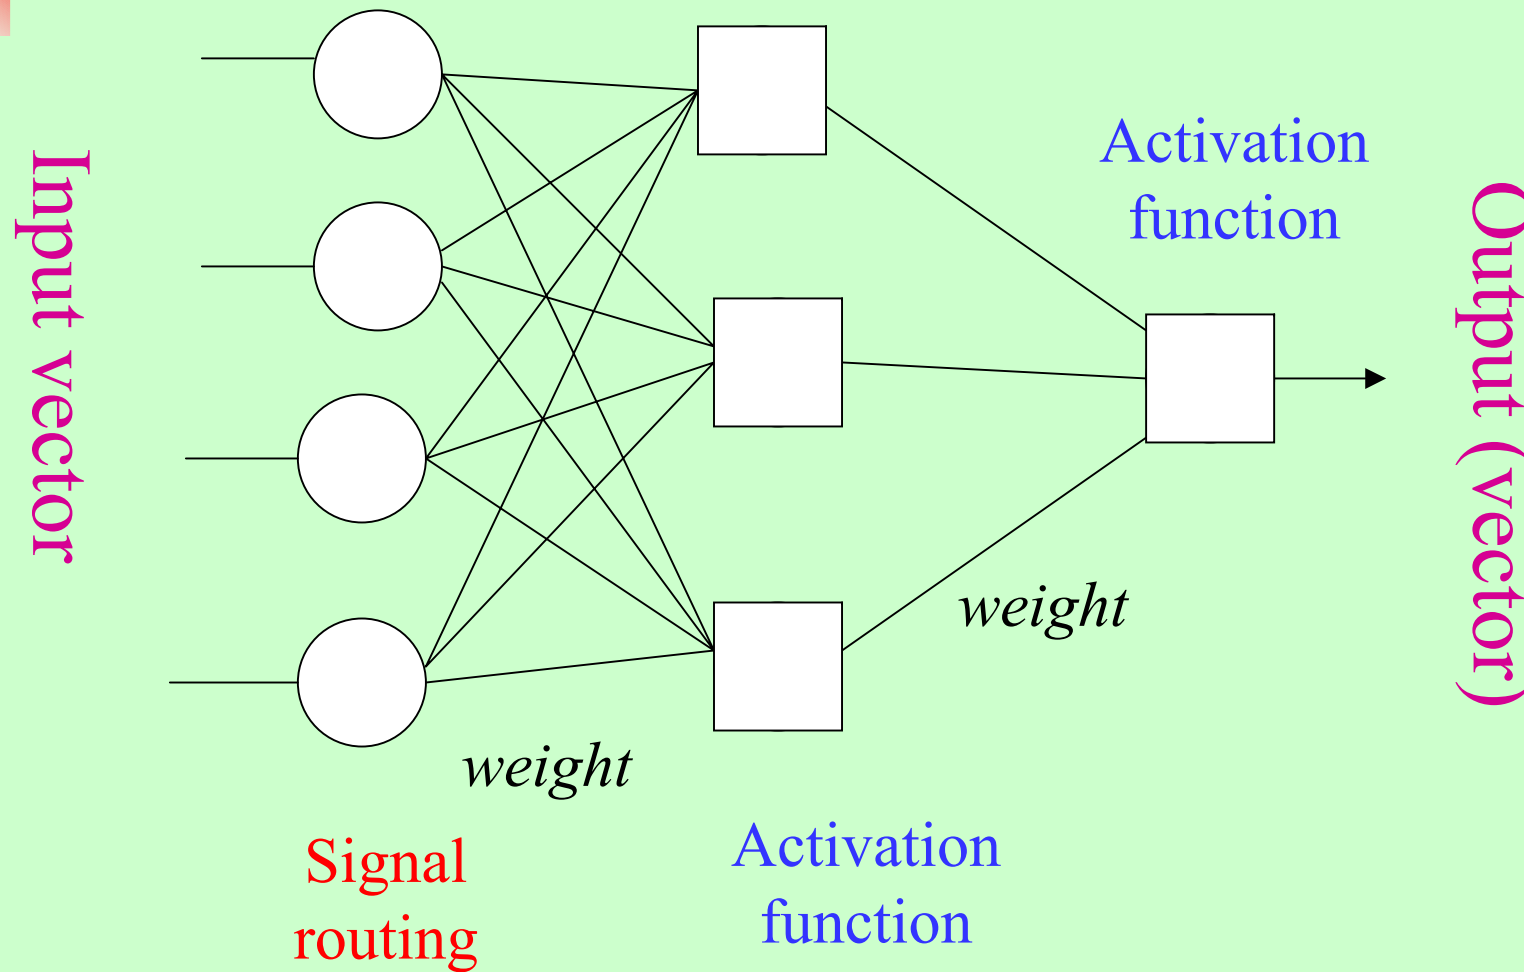 Input vector
Activation
function
Output (vector)
weight
weight
Signal
routing
Activation
function